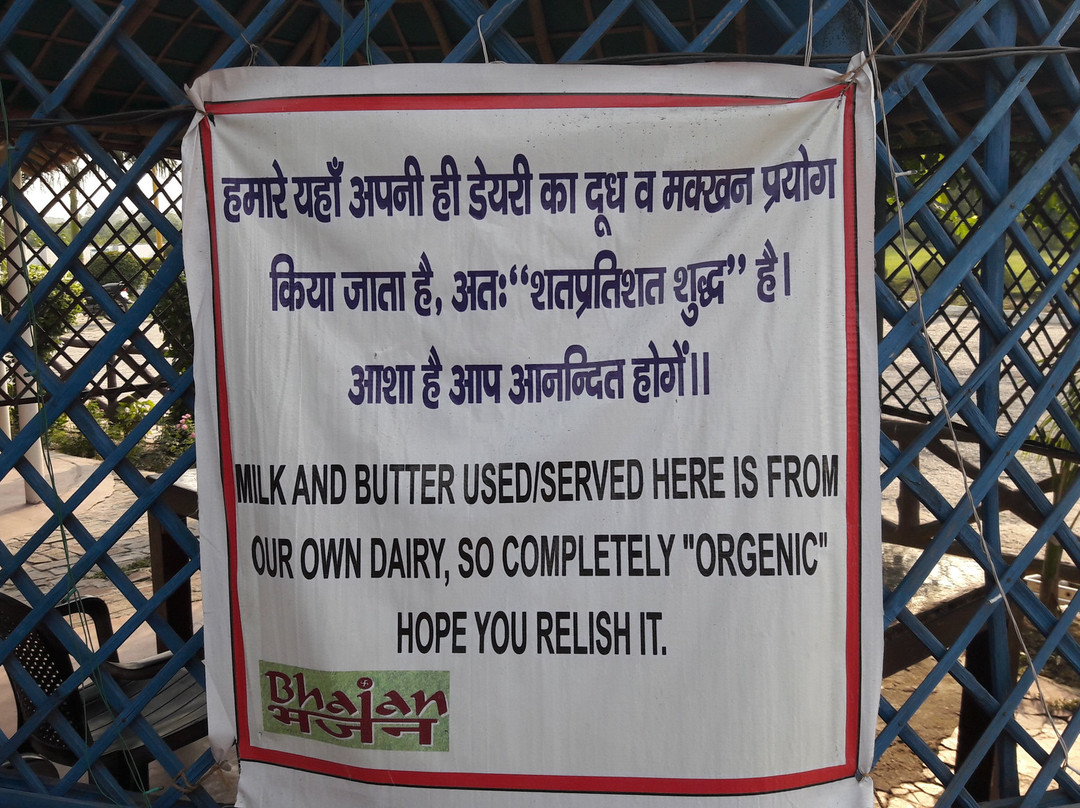 हमारे यहाँ अपनी ही डेयरी का दूध व मक्खन प्रयोग
किया जाता है, अतः “शतप्रतिशत शुद्ध” है।
आशा है आप आनन्दित होगें॥
MILK AND BUTTER USED/SERVED HERE IS FROM
OUR OWN DAIRY, SO COMPLETELY "ORGENIC"
HOPE YOU RELISH IT.
Bhajan
भजन